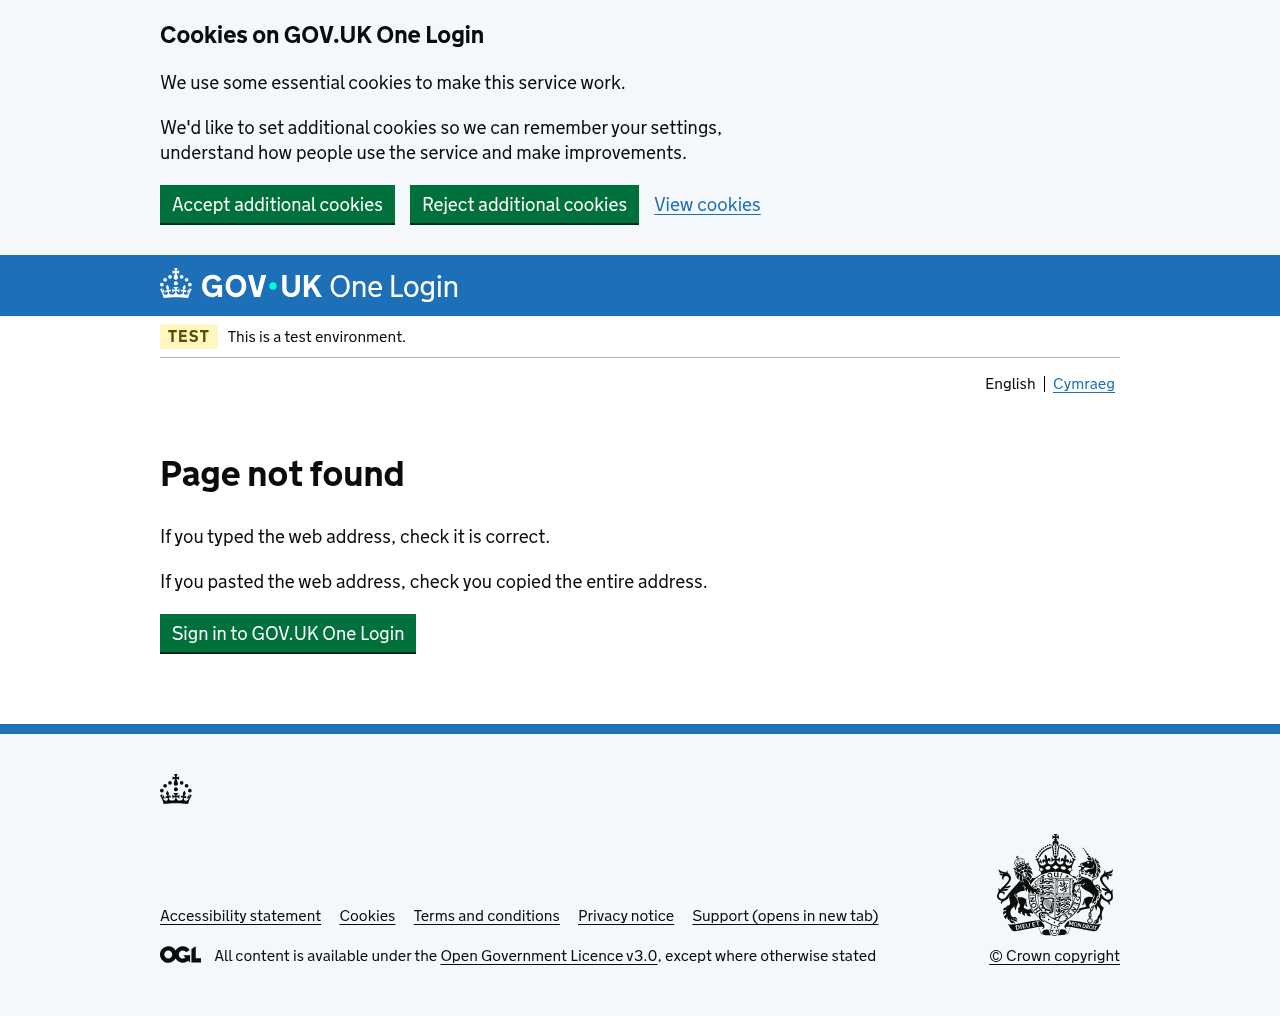 Cookies on GOV.UK One Login
We use some essential cookies to make this service work.
We'd like to set additional cookies so we can remember your settings,
understand how people use the service and make improvements.
Accept additional cookies Reject additional cookies View cookies
GOV•UK One Login
TEST This is a test environment.
English Cymraeg
Page not found
If you typed the web address, check it is correct.
If you pasted the web address, check you copied the entire address.
Sign in to GOV.UK One Login
Accessibility statement Cookies Terms and conditions Privacy notice Support (opens in new tab)
OGL All content is available under the Open Government Licence v3.0, except where otherwise stated
© Crown copyright